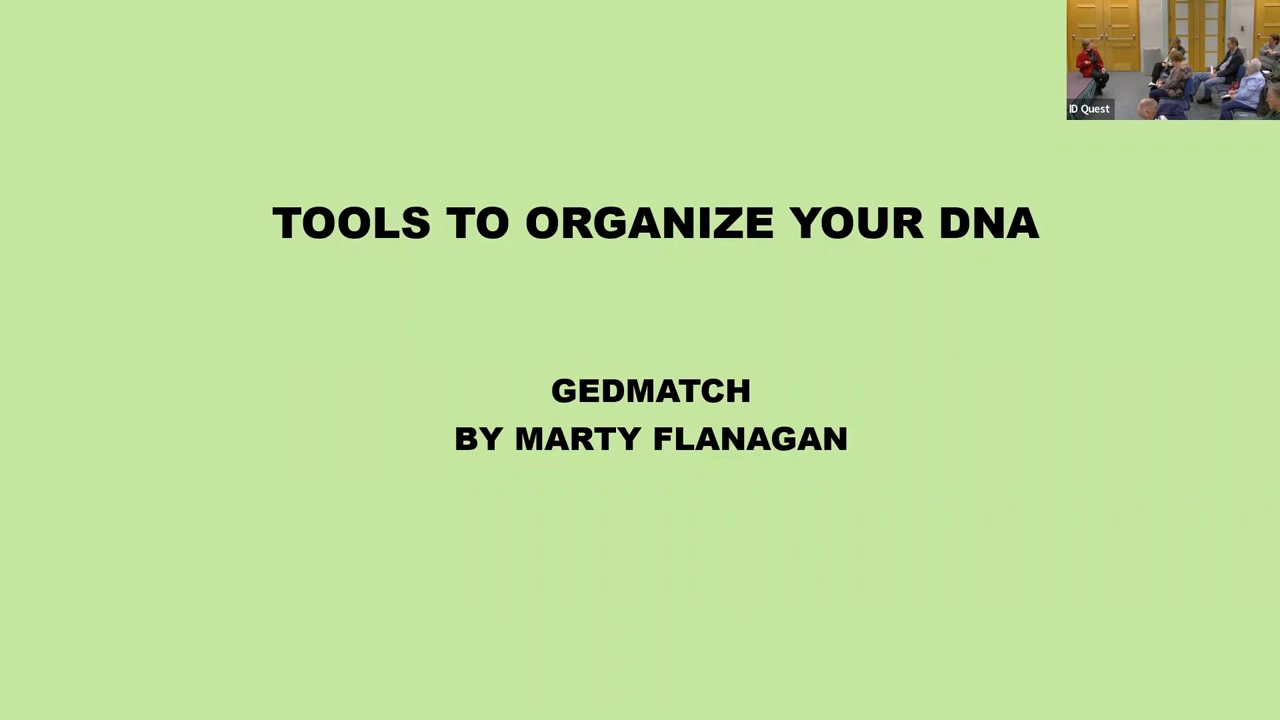 ID Quest
TOOLS TO ORGANIZE YOUR DNA
GEDMATCH
BY MARTY FLANAGAN